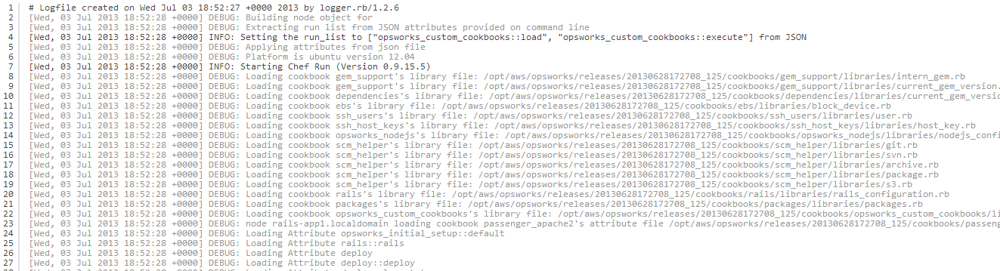 1 # Logfile created on Wed Jul 03 18:52:27 +0000 2013 by logger.rb/1.2.6
2 [Wed, 03 Jul 2013 18:52:28 +0000] DEBUG: Building node object for
3 [Wed, 03 Jul 2013 18:52:28 +0000] DEBUG: Extracting run list from JSON attributes provided on command line
4 [Wed, 03 Jul 2013 18:52:28 +0000] INFO: Setting the run_list to ["opsworks_custom_cookbooks::load", "opsworks_custom_cookbooks::execute"] from JSON
5 [Wed, 03 Jul 2013 18:52:28 +0000] DEBUG: Applying attributes from json file
6 [Wed, 03 Jul 2013 18:52:28 +0000] DEBUG: Platform is ubuntu version 12.04
7 [Wed, 03 Jul 2013 18:52:28 +0000] INFO: Starting Chef Run (Version 0.9.15.5)
8 [Wed, 03 Jul 2013 18:52:28 +0000] DEBUG: Loading cookbook gem_support's library file: /opt/aws/opsworks/releases/20130628172708_125/cookbooks/gem_support/libraries/intern_gem.rb
9 [Wed, 03 Jul 2013 18:52:28 +0000] DEBUG: Loading cookbook gem_support's library file: /opt/aws/opsworks/releases/20130628172708_125/cookbooks/gem_support/libraries/current_gem_version.
10 [Wed, 03 Jul 2013 18:52:28 +0000] DEBUG: Loading cookbook dependencies's library file: /opt/aws/opsworks/releases/20130628172708_125/cookbooks/dependencies/libraries/current_gem_versio
11 [Wed, 03 Jul 2013 18:52:28 +0000] DEBUG: Loading cookbook ebs's library file: /opt/aws/opsworks/releases/20130628172708_125/cookbooks/ebs/libraries/block_device.rb
12 [Wed, 03 Jul 2013 18:52:28 +0000] DEBUG: Loading cookbook ssh_users's library file: /opt/aws/opsworks/releases/20130628172708_125/cookbooks/ssh_users/libraries/user.rb
13 [Wed, 03 Jul 2013 18:52:28 +0000] DEBUG: Loading cookbook ssh_host_keys's library file: /opt/aws/opsworks/releases/20130628172708_125/cookbooks/ssh_host_keys/libraries/host_key.rb
14 [Wed, 03 Jul 2013 18:52:28 +0000] DEBUG: Loading cookbook opsworks_nodejs's library file: /opt/aws/opsworks/releases/20130628172708_125/cookbooks/opsworks_nodejs/libraries/nodejs_confi
15 [Wed, 03 Jul 2013 18:52:28 +0000] DEBUG: Loading cookbook scm_helper's library file: /opt/aws/opsworks/releases/20130628172708_125/cookbooks/scm_helper/libraries/git.rb
16 [Wed, 03 Jul 2013 18:52:28 +0000] DEBUG: Loading cookbook scm_helper's library file: /opt/aws/opsworks/releases/20130628172708_125/cookbooks/scm_helper/libraries/svn.rb
17 [Wed, 03 Jul 2013 18:52:28 +0000] DEBUG: Loading cookbook scm_helper's library file: /opt/aws/opsworks/releases/20130628172708_125/cookbooks/scm_helper/libraries/archive.rb
18 [Wed, 03 Jul 2013 18:52:28 +0000] DEBUG: Loading cookbook scm_helper's library file: /opt/aws/opsworks/releases/20130628172708_125/cookbooks/scm_helper/libraries/package.rb
19 [Wed, 03 Jul 2013 18:52:28 +0000] DEBUG: Loading cookbook scm_helper's library file: /opt/aws/opsworks/releases/20130628172708_125/cookbooks/scm_helper/libraries/s3.rb
20 [Wed, 03 Jul 2013 18:52:28 +0000] DEBUG: Loading cookbook rails's library file: /opt/aws/opsworks/releases/20130628172708_125/cookbooks/rails/libraries/rails_configuration.rb
21 [Wed, 03 Jul 2013 18:52:28 +0000] DEBUG: Loading cookbook packages's library file: /opt/aws/opsworks/releases/20130628172708_125/cookbooks/packages/libraries/packages.rb
22 [Wed, 03 Jul 2013 18:52:28 +0000] DEBUG: Loading cookbook opsworks_custom_cookbooks's library file: /opt/aws/opsworks/releases/20130628172708_125/cookbooks/opsworks_custom_cookbooks/li
23 [Wed, 03 Jul 2013 18:52:28 +0000] DEBUG: node rails-app1.localdomain loading cookbook passenger_apache2's attribute file /opt/aws/opsworks/releases/20130628172708_125/cookbooks/passeng
24 [Wed, 03 Jul 2013 18:52:28 +0000] DEBUG: Loading Attribute opsworks_initial_setup::default
25 [Wed, 03 Jul 2013 18:52:28 +0000] DEBUG: Loading Attribute rails::rails
26 [Wed, 03 Jul 2013 18:52:28 +0000] DEBUG: Loading Attribute deploy
27 [Wed, 03 Jul 2013 18:52:28 +0000] DEBUG: Loading Attribute deploy::deploy